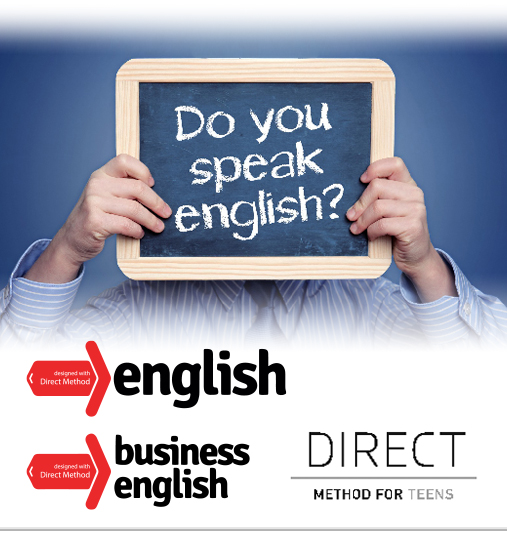 Do you
speak
english?
designed with
Direct Method
english
designed with
Direct Method
business
english
DIRECT
METHOD FOR TEENS